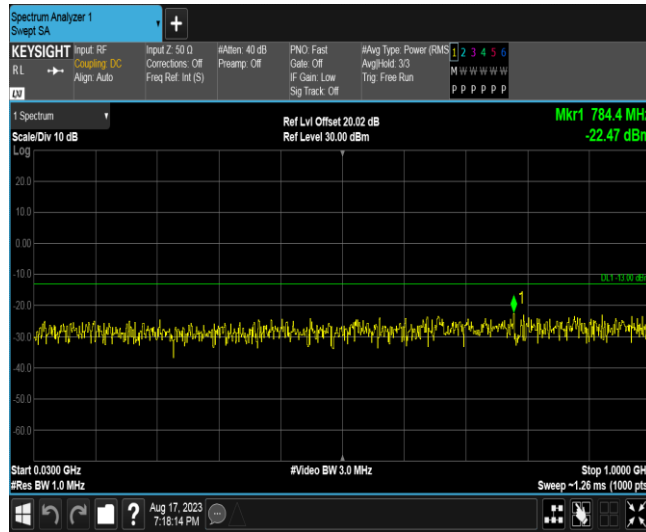 Spectrum Analyzer 1
Swept SA
+
KEYSIGHT Input: RF Input Z: 50 Ω #Atten: 40 dB PNO: Fast #Avg Type: Power (RMS 1 2 3 4 5 6
RL Coupling: DC Corrections: Off Preamp: Off Gate: Off Avg|Hold: 3/3 M W W W W W
Align: Auto Freq Ref: Int (S) IF Gain: Low Trig: Free Run
Sig Track: Off P P P P P P
LXI
1 Spectrum Ref Lvl Offset 20.02 dB Mkr1 784.4 MHz
Scale/Div 10 dB Ref Level 30.00 dBm -22.47 dBm
Log
20.0
10.0
0.00
-10.0
DL1 -13.00 dBm
-20.0
1
-30.0
-40.0
-50.0
-60.0
Start 0.0300 GHz #Video BW 3.0 MHz Stop 1.0000 GH
#Res BW 1.0 MHz Sweep ~1.26 ms (1000 pts
? Aug 17, 2023
7:18:14 PM